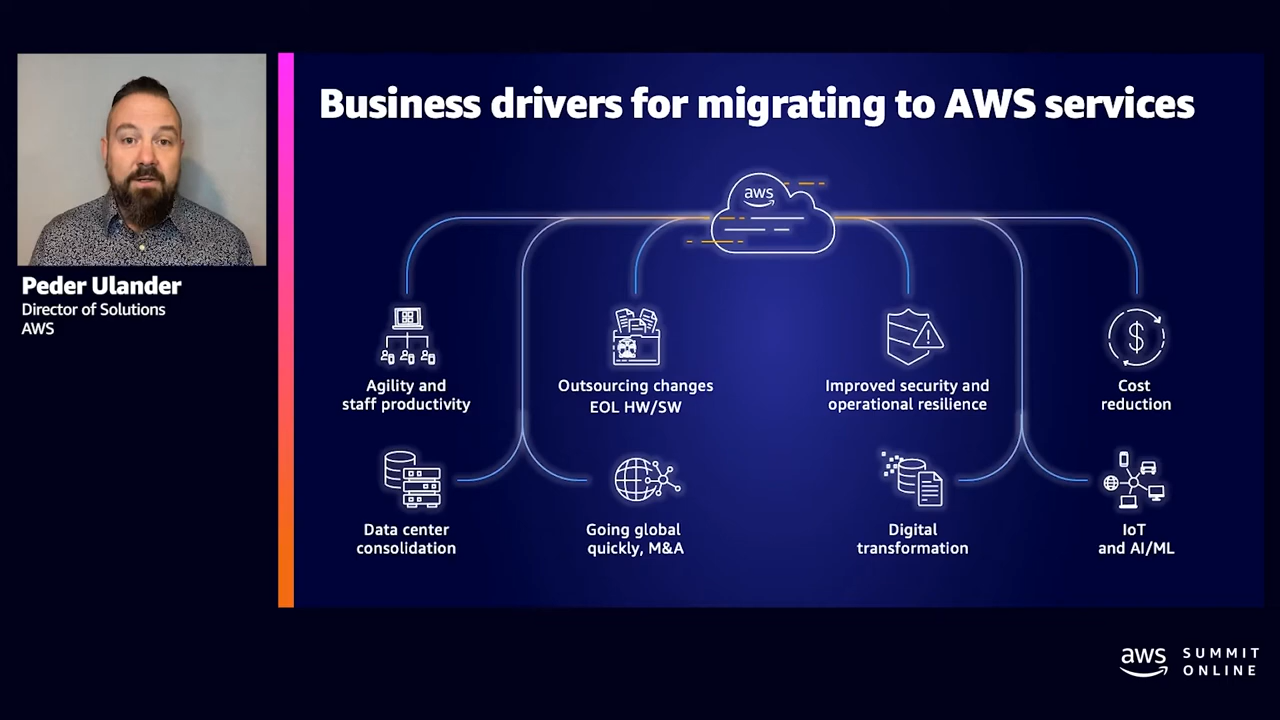 Business drivers for migrating to AWS services
aws
Peder Ulander
Director of Solutions
AWS
Agility and
staff productivity
Outsourcing changes
EOL HW/SW
Improved security and
operational resilience
Cost
reduction
Data center
consolidation
Going global
quickly, M&A
Digital
transformation
IoT
and AI/ML
aws
SUMMIT
ONLINE